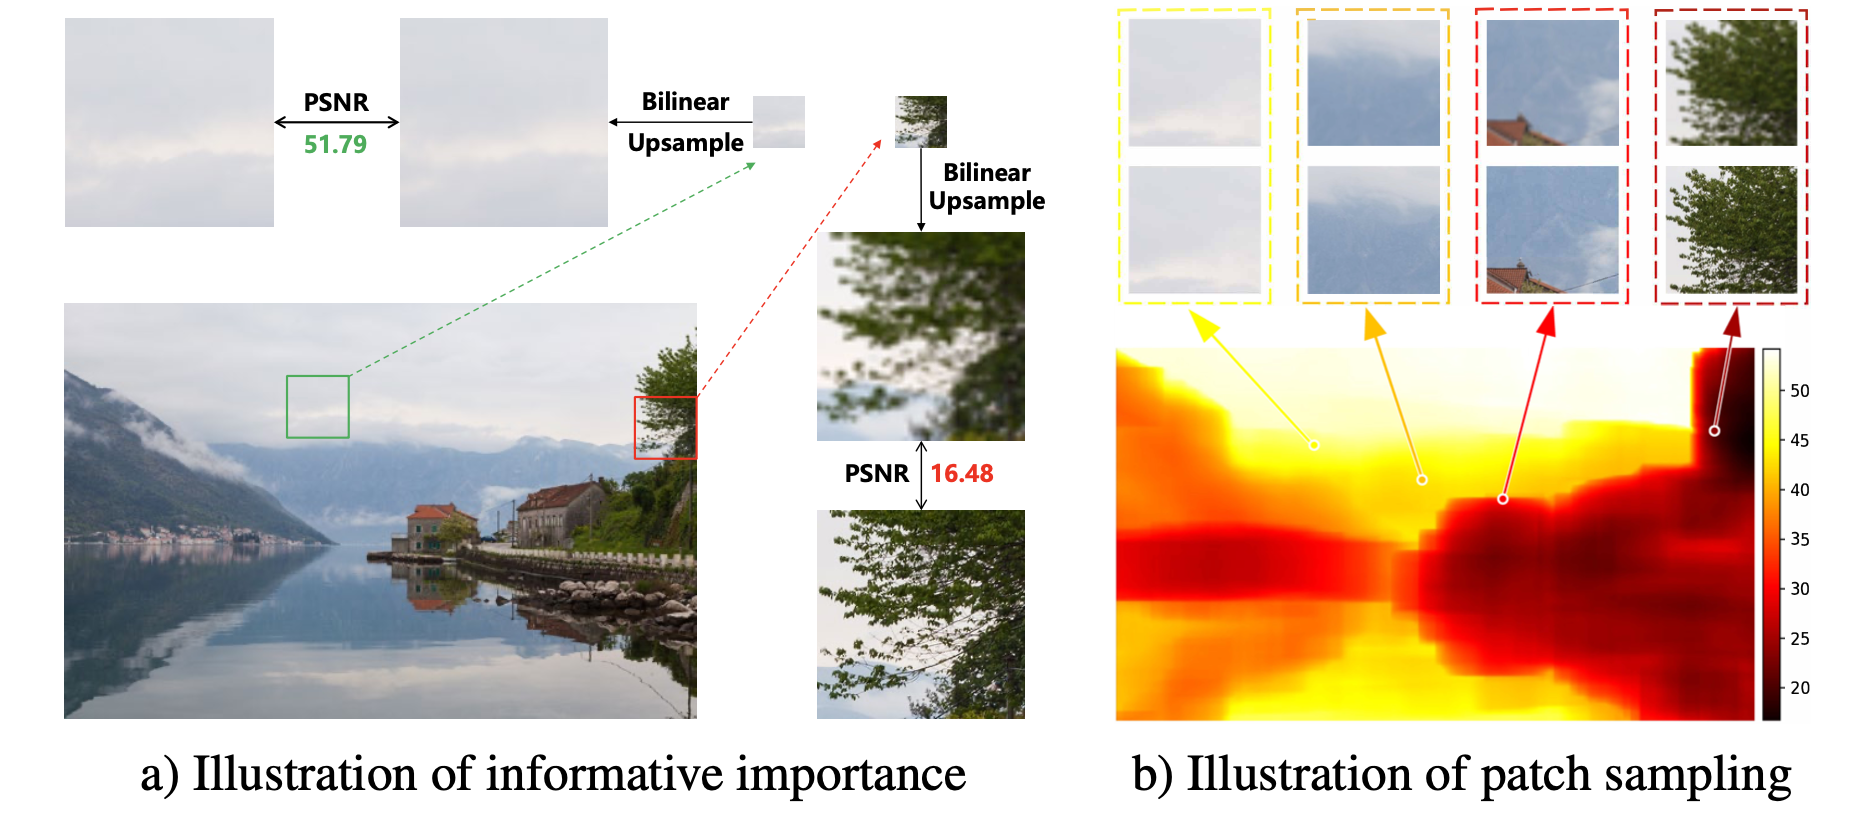 PSNR
51.79
Bilinear
Upsample
Bilinear
Upsample
PSNR 16.48
a) Illustration of informative importance
50
45
40
35
30
25
20
b) Illustration of patch sampling